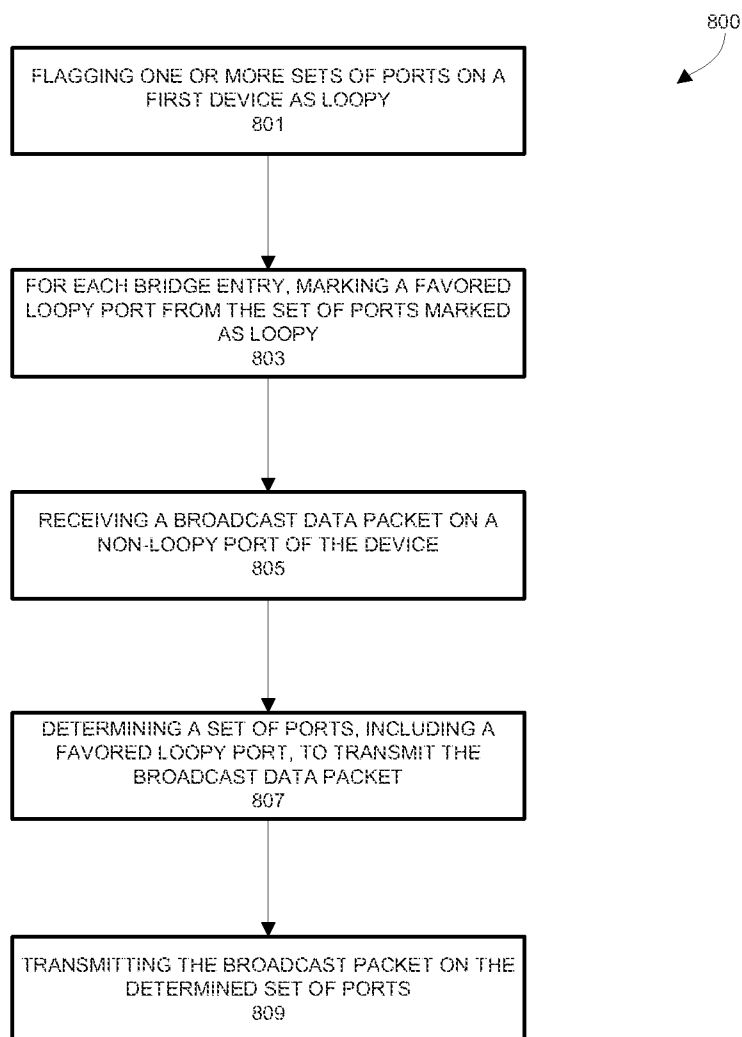 800
FLAGGING ONE OR MORE SETS OF PORTS ON A
FIRST DEVICE AS LOOPY
801
FOR EACH BRIDGE ENTRY, MARKING A FAVORED
LOOPY PORT FROM THE SET OF PORTS MARKED
AS LOOPY
803
RECEIVING A BROADCAST DATA PACKET ON A
NON-LOOPY PORT OF THE DEVICE
805
DETERMINING A SET OF PORTS, INCLUDING A
FAVORED LOOPY PORT, TO TRANSMIT THE
BROADCAST DATA PACKET
807
TRANSMITTING THE BROADCAST PACKET ON THE
DETERMINED SET OF PORTS
809